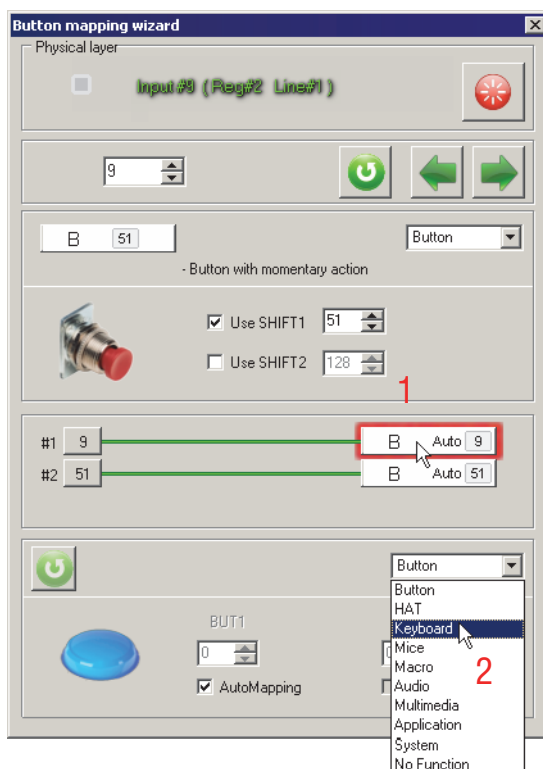 Button mapping wizard
Physical layer
Input#9 (Reg#2 Line#1)
9
B 51 Button
- Button with momentary action
Use SHIFT1 51
Use SHIFT2 128
1
#1 9 B Auto 9
#2 51 B Auto 51
Button
Button
HAT
BUT1 Keyboard
0 Mice
Macro 2
AutoMapping Audio
Multimedia
Application
System
No Function